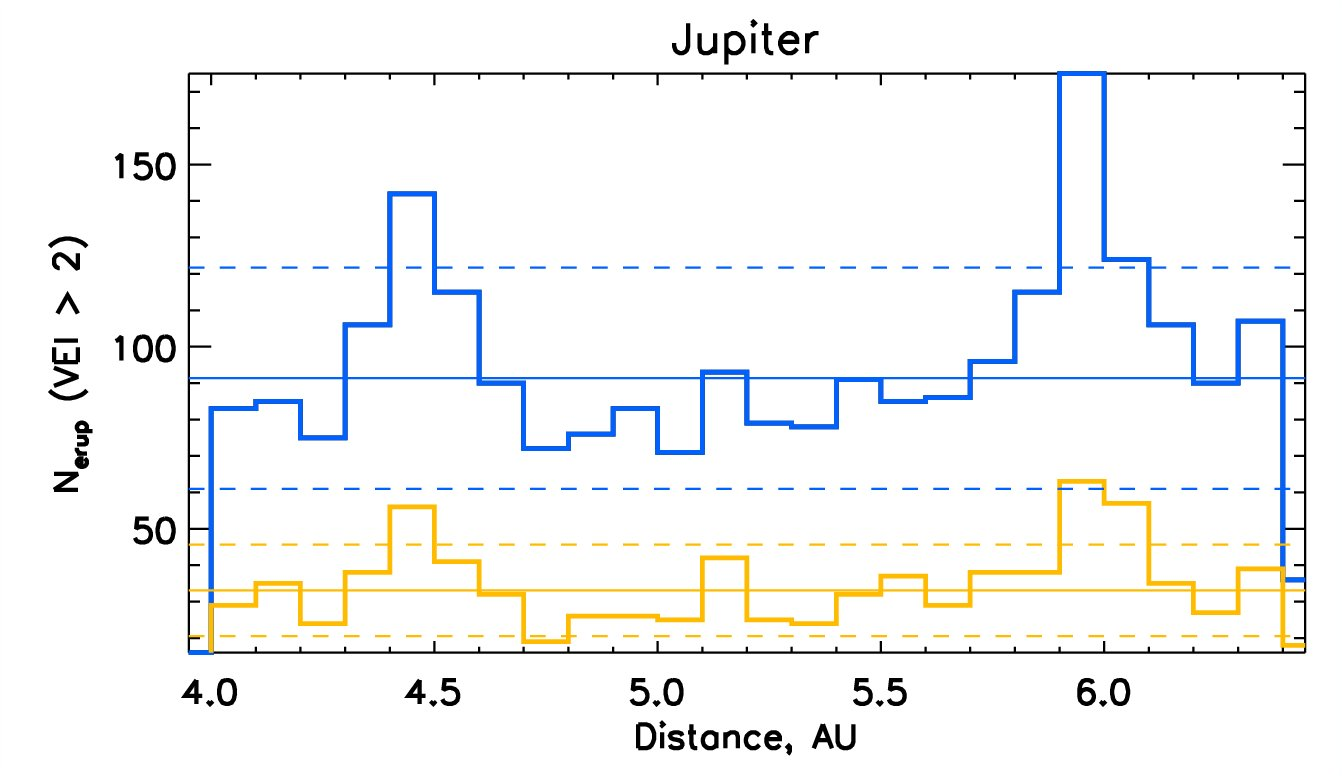 Jupiter
150
100
50
N_erup (VEI > 2)
4.0 4.5 5.0 5.5 6.0
Distance, AU